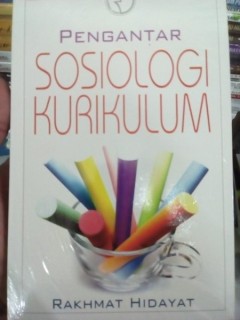 PENGANTAR
SOSIOLOGI
KURIKULUM
RAKHMAT HIDAYAT